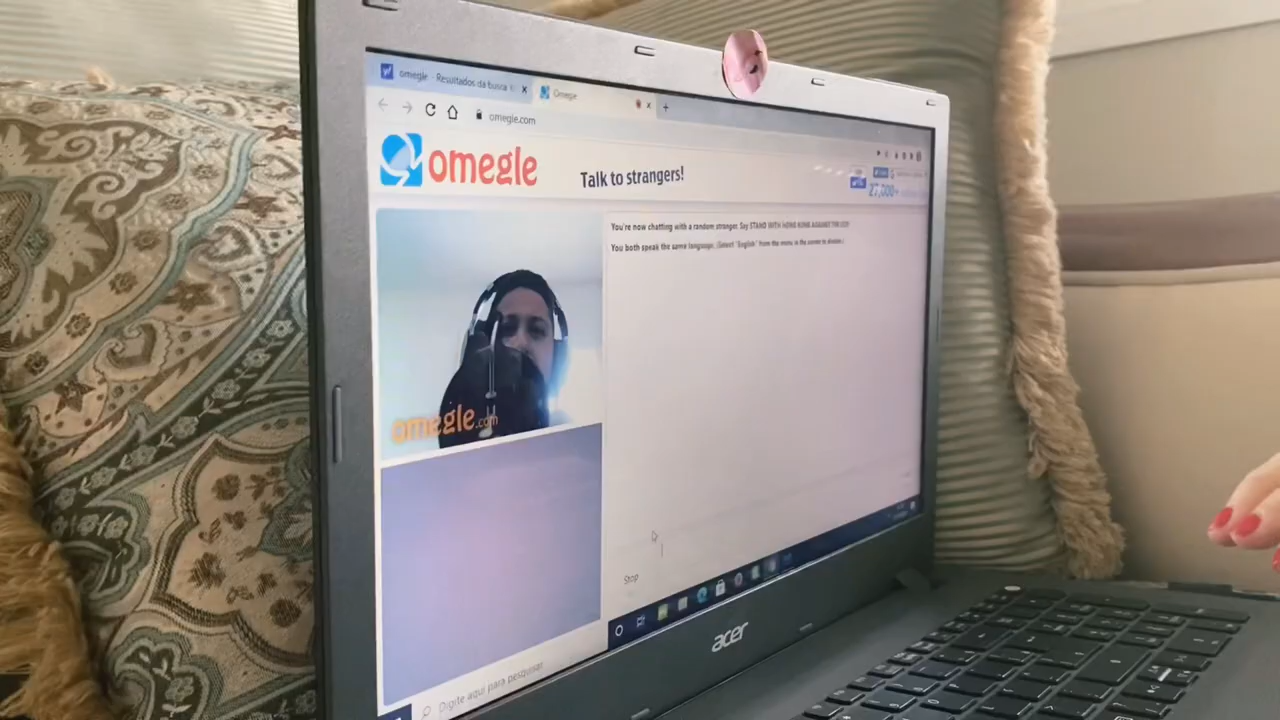 omegle - Resultados da busca
Omegle
omegle.com
omegle
Talk to strangers!
27,000+
You're now chatting with a random stranger. Say STAND WITH HONG KONG AGAINST THE CCP!
You both speak the same language.
omegle.com
Stop
Digite aqui para pesquisar
acer